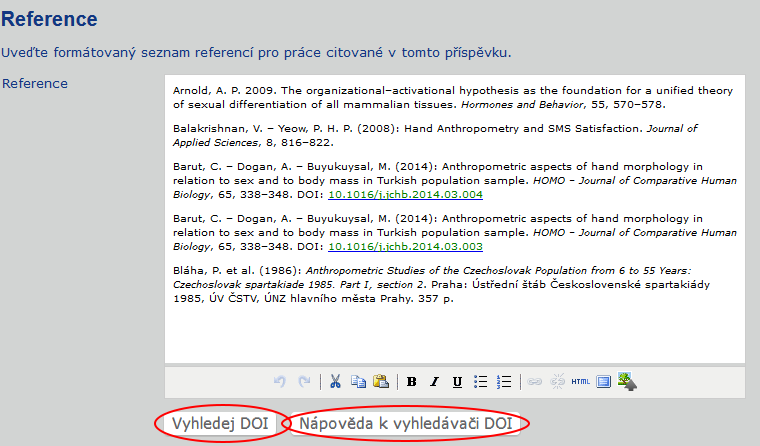 Reference
Uveďte formátovaný seznam referencí pro práce citované v tomto příspěvku.
Reference
Arnold, A. P. 2009. The organizational–activational hypothesis as the foundation for a unified theory
of sexual differentiation of all mammalian tissues. Hormones and Behavior, 55, 570–578.
Balakrishnan, V. – Yeow, P. H. P. (2008): Hand Anthropometry and SMS Satisfaction. Journal of
Applied Sciences, 8, 816–822.
Barut, C. – Dogan, A. – Buyukuysal, M. (2014): Anthropometric aspects of hand morphology in
relation to sex and to body mass in Turkish population sample. HOMO – Journal of Comparative Human
Biology, 65, 338–348. DOI: 10.1016/j.jchb.2014.03.004
Barut, C. – Dogan, A. – Buyukuysal, M. (2014): Anthropometric aspects of hand morphology in
relation to sex and to body mass in Turkish population sample. HOMO – Journal of Comparative Human
Biology, 65, 338–348. DOI: 10.1016/j.jchb.2014.03.003
Bláha, P. et al. (1986): Anthropometric Studies of the Czechoslovak Population from 6 to 55 Years:
Czechoslovak spartakiade 1985. Part I, section 2. Praha: Ústřední štáb Československé spartakiády
1985, ÚV ČSTV, ÚNZ hlavního města Prahy. 357 p.
B I U HTML
Vyhledej DOI Nápověda k vyhledávači DOI